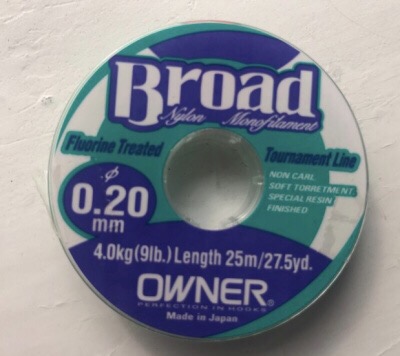 Broad
Nylon Monofilament
Fluorine Treated
Tournament Line
NON CARL
SOFT TORRETMENT
SPECIAL RESIN
FINISHED
ø
0.20
mm
4.0kg(9lb.) Length 25m/27.5yd.
OWNER®
PERFECTION IN HOOKS
Made in Japan